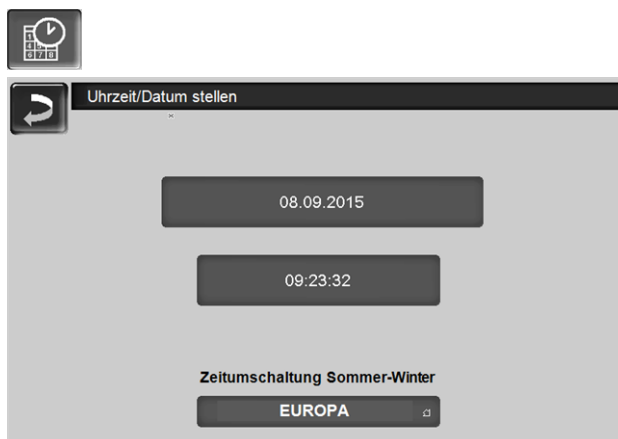 Uhrzeit/Datum stellen
08.09.2015
09:23:32
Zeitumschaltung Sommer-Winter
EUROPA